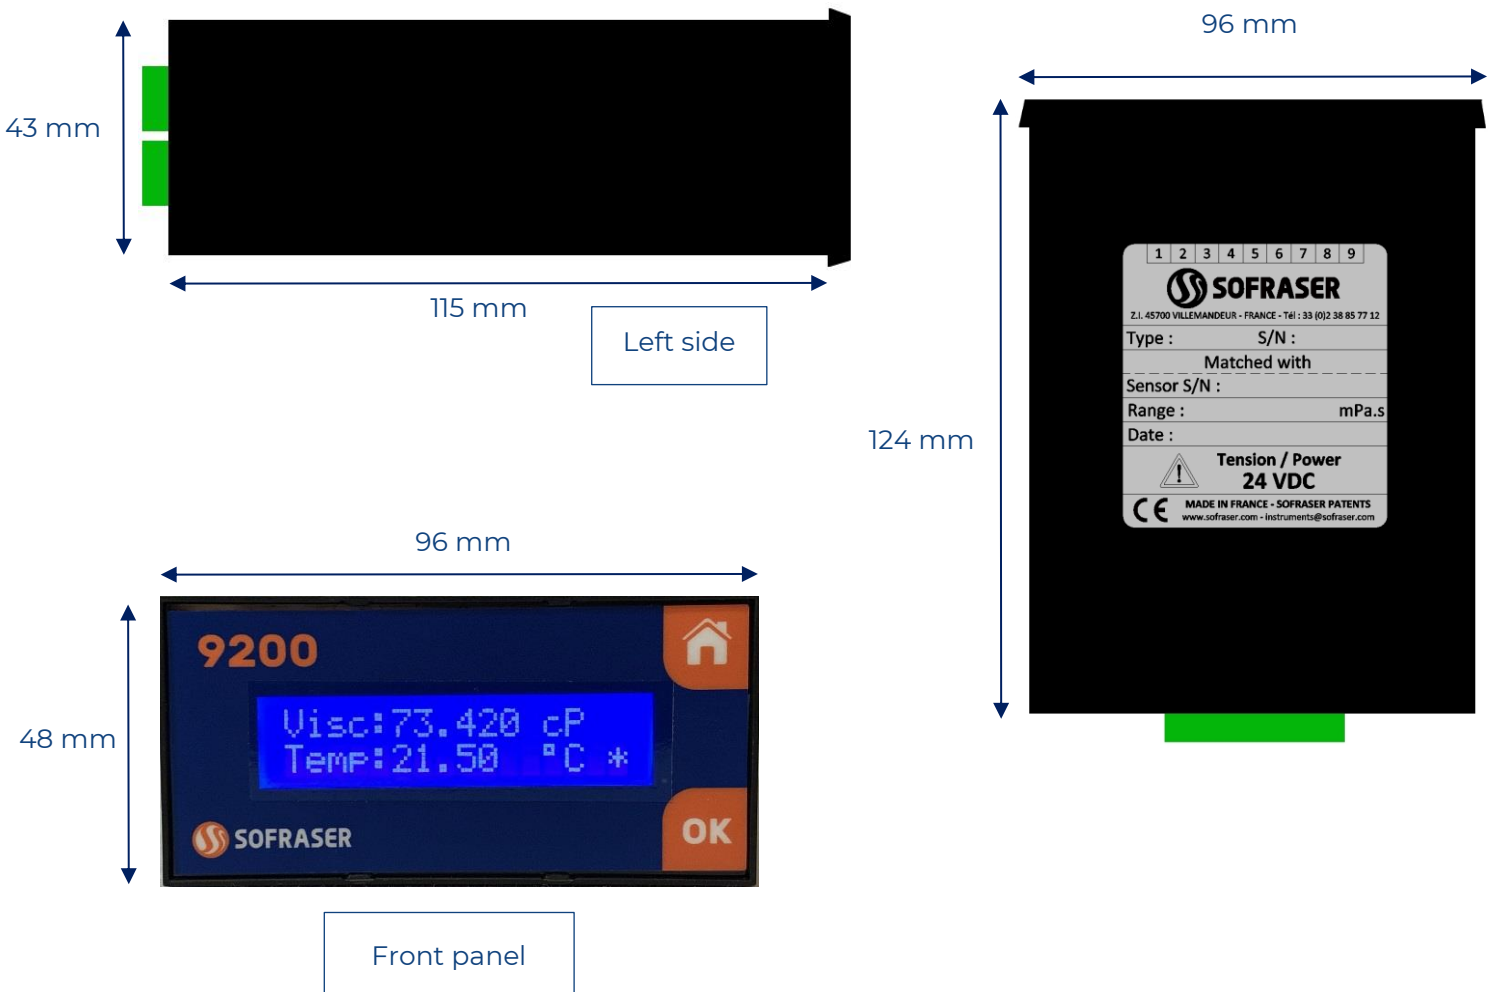 43 mm
115 mm
Left side
96 mm
124 mm
1 2 3 4 5 6 7 8 9
SOFRASER
Z.I. 45700 VILLEMANDEUR - FRANCE - Tél : 33 (0)2 38 85 77 12
Type : S/N :
Matched with
Sensor S/N :
Range : mPa.s
Date :
Tension / Power
24 VDC
CE MADE IN FRANCE - SOFRASER PATENTS
www.sofraser.com - instruments@sofraser.com
96 mm
48 mm
9200
Visc:73.420 cP
Temp:21.50 °C *
SOFRASER
OK
Front panel